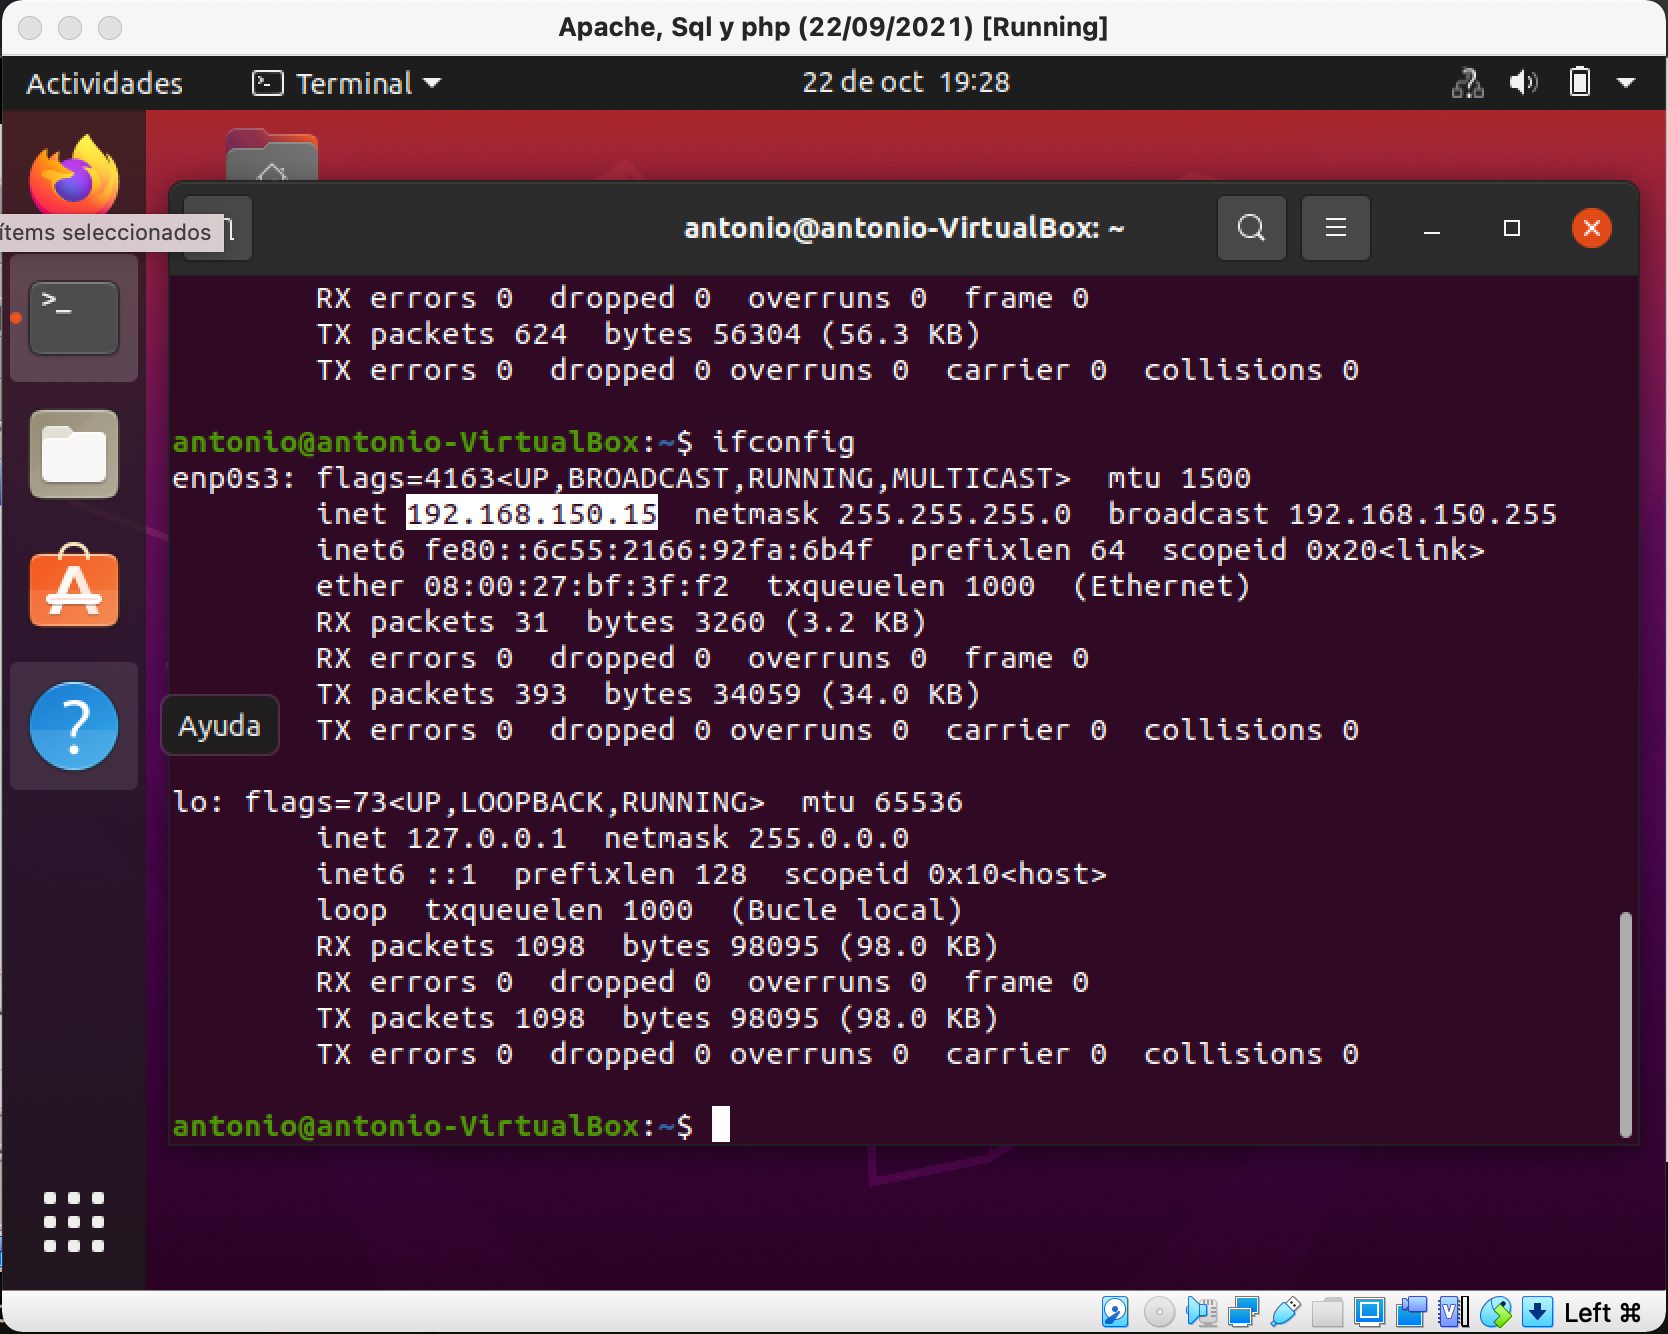 Apache, Sql y php (22/09/2021) [Running]
Actividades Terminal 22 de oct 19:28
ítems seleccionados
antonio@antonio-VirtualBox: ~
RX errors 0 dropped 0 overruns 0 frame 0
TX packets 624 bytes 56304 (56.3 KB)
TX errors 0 dropped 0 overruns 0 carrier 0 collisions 0
antonio@antonio-VirtualBox:~$ ifconfig
enp0s3: flags=4163<UP,BROADCAST,RUNNING,MULTICAST> mtu 1500
inet 192.168.150.15 netmask 255.255.255.0 broadcast 192.168.150.255
inet6 fe80::6c55:2166:92fa:6b4f prefixlen 64 scopeid 0x20<link>
ether 08:00:27:bf:3f:f2 txqueuelen 1000 (Ethernet)
RX packets 31 bytes 3260 (3.2 KB)
RX errors 0 dropped 0 overruns 0 frame 0
TX packets 393 bytes 34059 (34.0 KB)
TX errors 0 dropped 0 overruns 0 carrier 0 collisions 0
Ayuda
lo: flags=73<UP,LOOPBACK,RUNNING> mtu 65536
inet 127.0.0.1 netmask 255.0.0.0
inet6 ::1 prefixlen 128 scopeid 0x10<host>
loop txqueuelen 1000 (Bucle local)
RX packets 1098 bytes 98095 (98.0 KB)
RX errors 0 dropped 0 overruns 0 frame 0
TX packets 1098 bytes 98095 (98.0 KB)
TX errors 0 dropped 0 overruns 0 carrier 0 collisions 0
antonio@antonio-VirtualBox:~$
Left ⌘